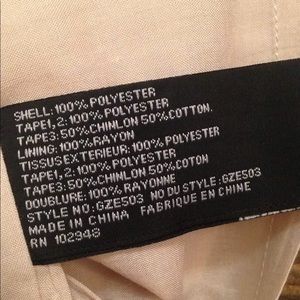 SHELL: 100% POLYESTER
TAPE1, 2: 100% POLYESTER
TAPE3: 50% CHINLON 50% COTTON.
LINING: 100% RAYON
TISSUS EXTERIEUR: 100% POLYESTER
TAPE1, 2: 100% POLYESTER
TAPE3: 50% CHINLON 50% COTTON
DOUBLURE: 100% RAYONNE
STYLE NO: GZE503 NO DU STYLE: GZE503
MADE IN CHINA FABRIQUE EN CHINE
RN 102948